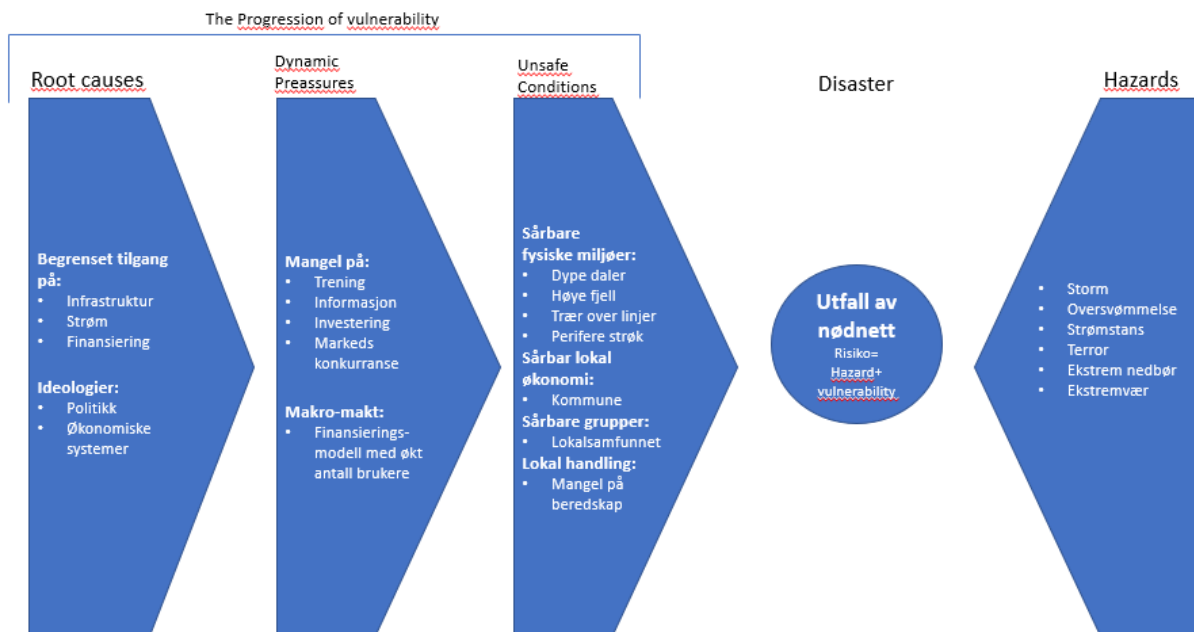 The Progression of vulnerability
Root causes
Dynamic
Preassures
Unsafe
Conditions
Disaster
Hazards
Begrenset tilgang
på:
• Infrastruktur
• Strøm
• Finansiering
Ideologier:
• Politikk
• Økonomiske
systemer
Mangel på:
• Trening
• Informasjon
• Investering
• Markeds
konkurranse
Makro-makt:
• Finansierings-
modell med økt
antall brukere
Sårbare
fysiske miljøer:
• Dype daler
• Høye fjell
• Trær over linjer
• Perifere strøk
Sårbar lokal
økonomi:
• Kommune
Sårbare grupper:
• Lokalsamfunnet
Lokal handling:
• Mangel på
beredskap
Utfall av
nødnett
Risiko=
Hazard+
vulnerability
• Storm
• Oversvømmelse
• Strømstans
• Terror
• Ekstrem nedbør
• Ekstremvær